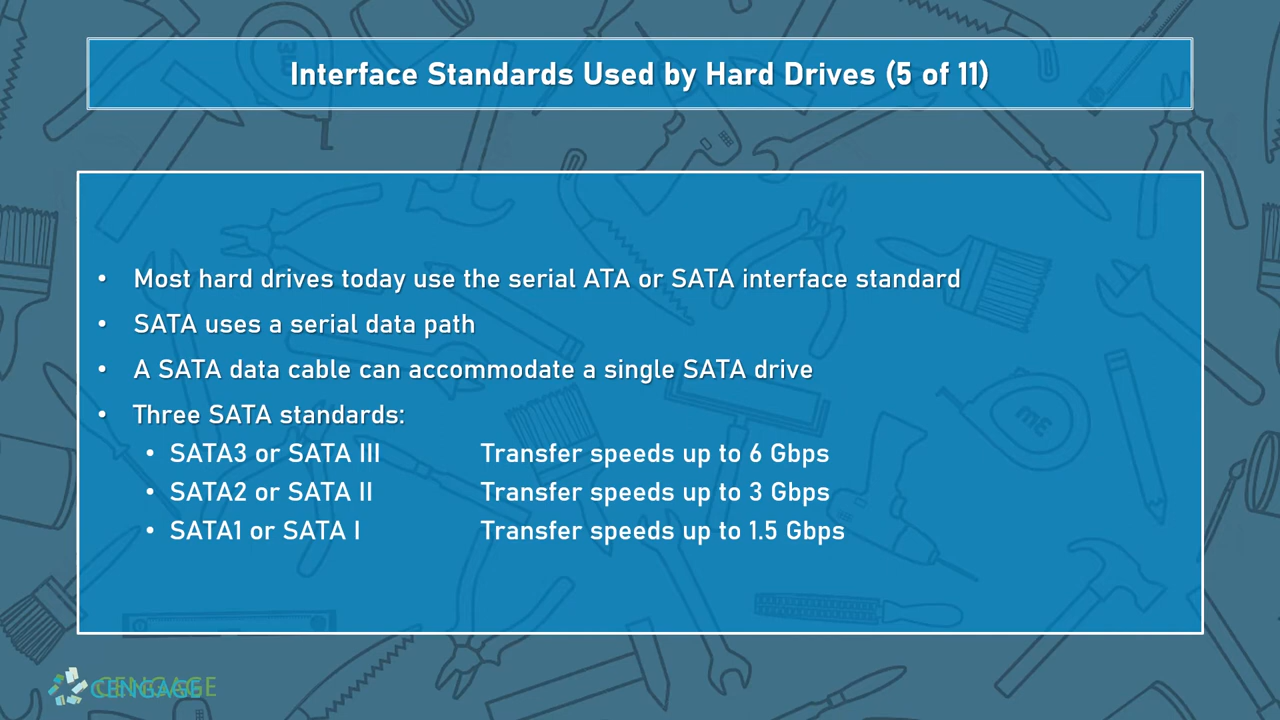 Interface Standards Used by Hard Drives (5 of 11)
• Most hard drives today use the serial ATA or SATA interface standard
• SATA uses a serial data path
• A SATA data cable can accommodate a single SATA drive
• Three SATA standards:
• SATA3 or SATA III Transfer speeds up to 6 Gbps
• SATA2 or SATA II Transfer speeds up to 3 Gbps
• SATA1 or SATA I Transfer speeds up to 1.5 Gbps
CENGAGE